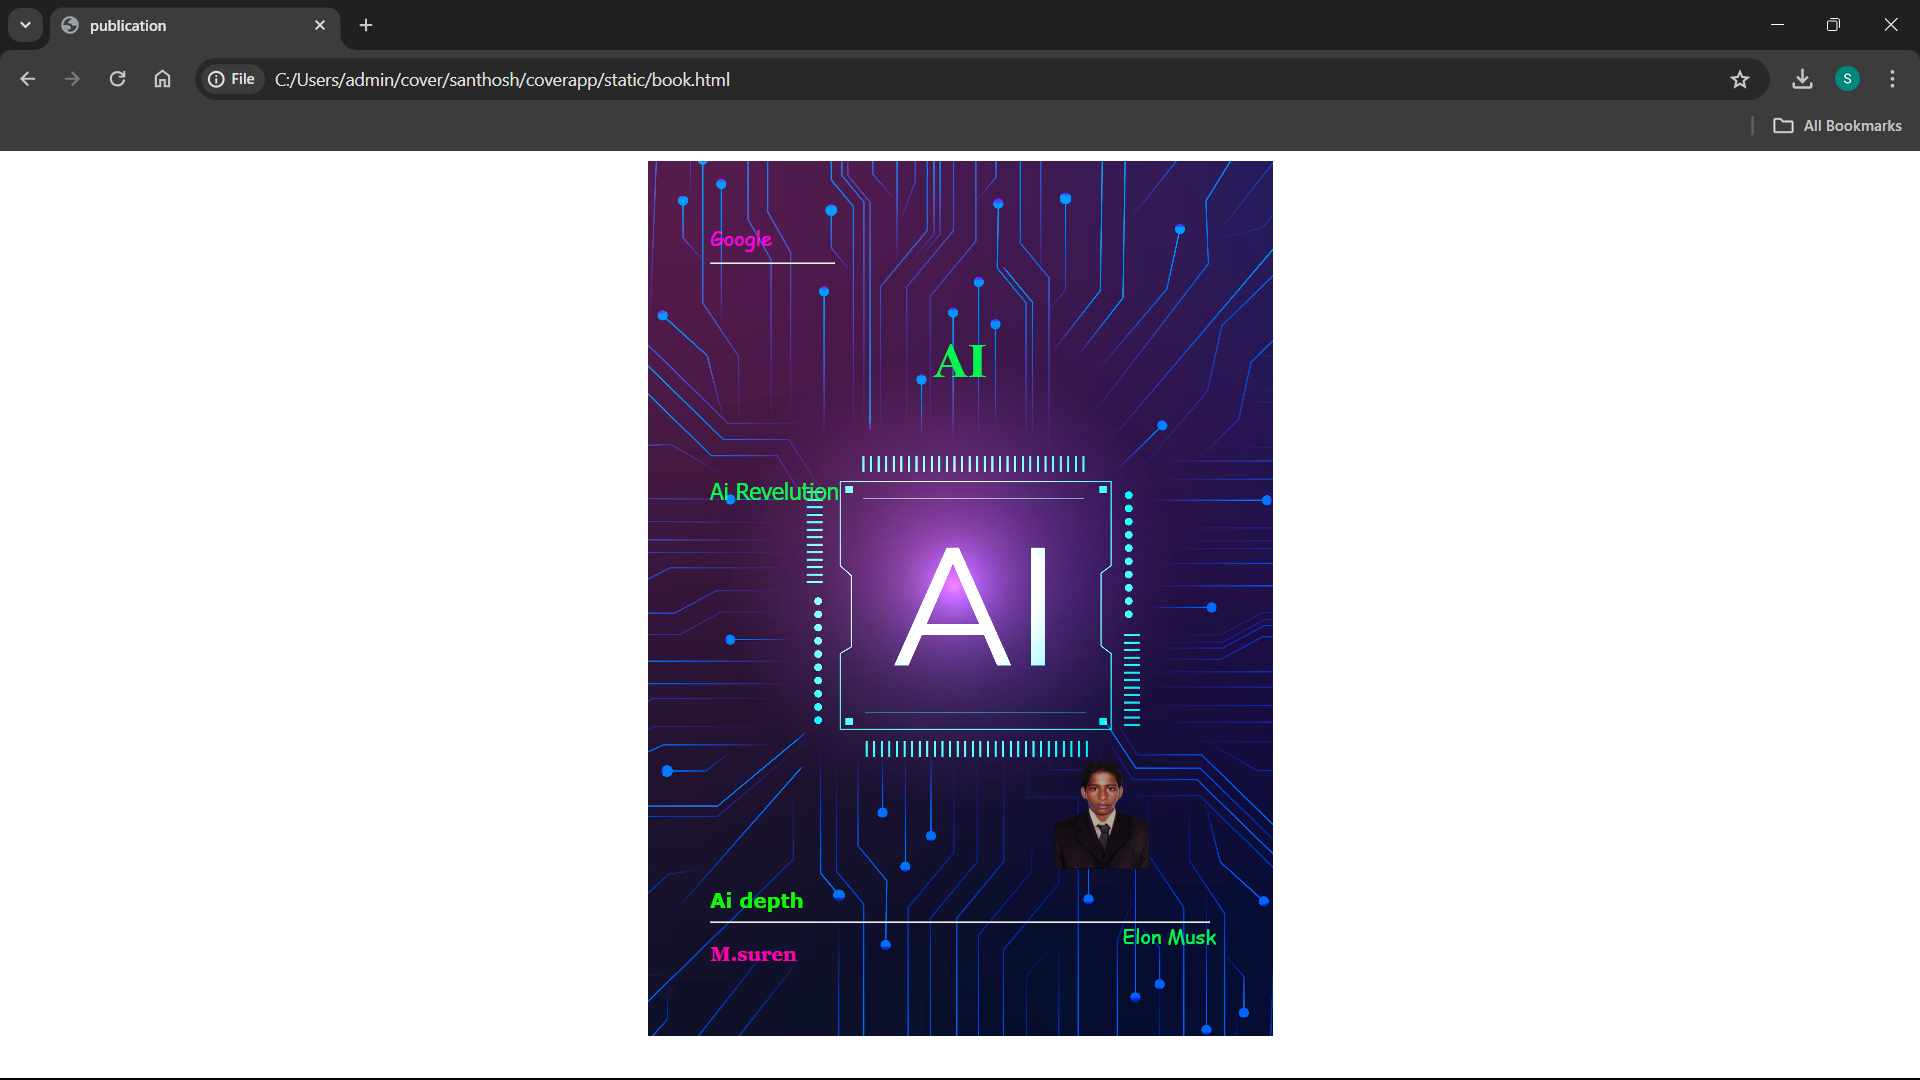 publication
File C:/Users/admin/cover/santhosh/coverapp/static/book.html
S
All Bookmarks
Google
AI
Ai Revelution
AI
Ai depth
Elon Musk
M.suren